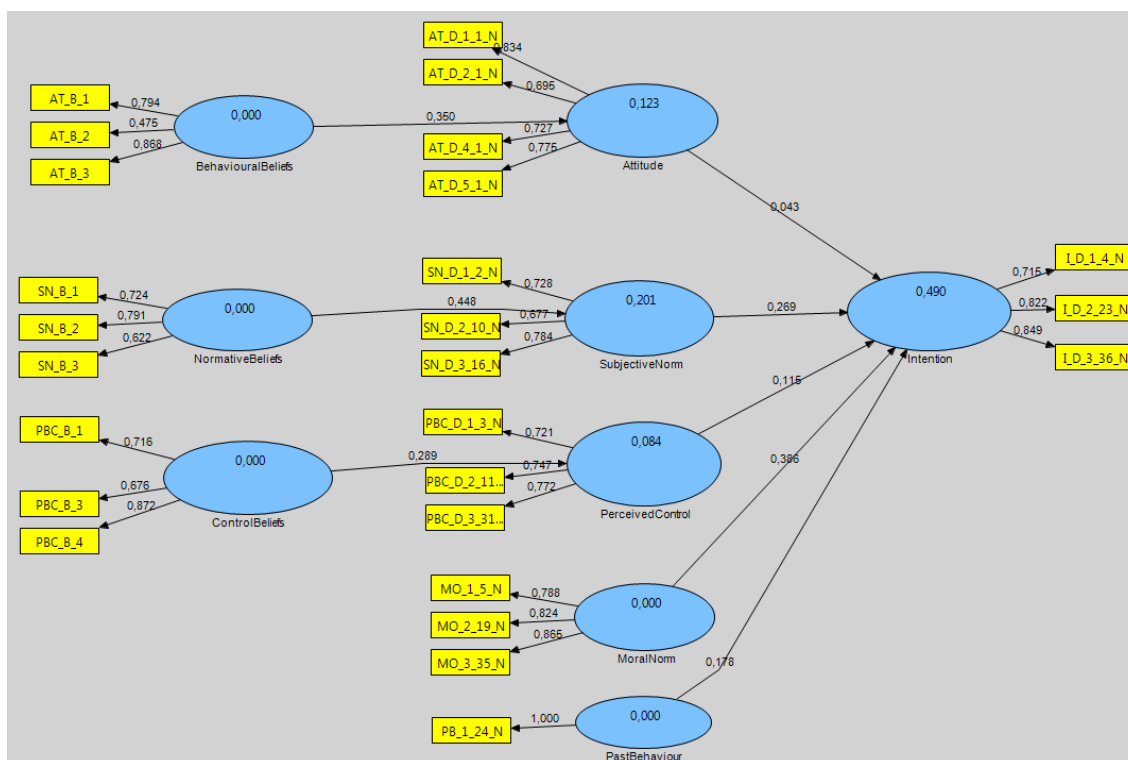 AT_D_1_1_N
0,834
AT_D_2_1_N
0,695
AT_B_1
0,794
0,000
0,123
AT_B_2
0,475
0,350
AT_D_4_1_N
0,727
AT_B_3
0,868
BehaviouralBeliefs
AT_D_5_1_N
0,775
Attitude
0,043
I_D_1_4_N
0,715
SN_D_1_2_N
0,728
SN_B_1
0,724
0,000
0,448
0,201
0,490
SN_B_2
0,791
SN_D_2_10_N
0,677
0,269
0,822
I_D_2_23_N
SN_B_3
0,622
NormativeBeliefs
SN_D_3_16_N
0,784
SubjectiveNorm
Intention
0,849
I_D_3_36_N
0,115
PBC_B_1
0,716
PBC_D_1_3_N
0,721
0,000
0,289
0,084
0,386
PBC_B_3
0,676
PBC_D_2_11...
0,747
PBC_B_4
0,872
ControlBeliefs
PBC_D_3_31...
0,772
PerceivedControl
MO_1_5_N
0,788
0,000
MO_2_19_N
0,824
MO_3_35_N
0,865
MoralNorm
0,178
PB_1_24_N
1,000
0,000
PastBehaviour